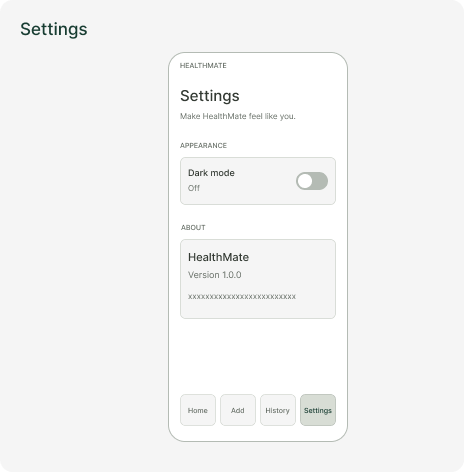 Settings
HEALTHMATE
Settings
Make HealthMate feel like you.
APPEARANCE
Dark mode
Off
ABOUT
HealthMate
Version 1.0.0
xxxxxxxxxxxxxxxxxxxxxxxxx
Home Add History Settings